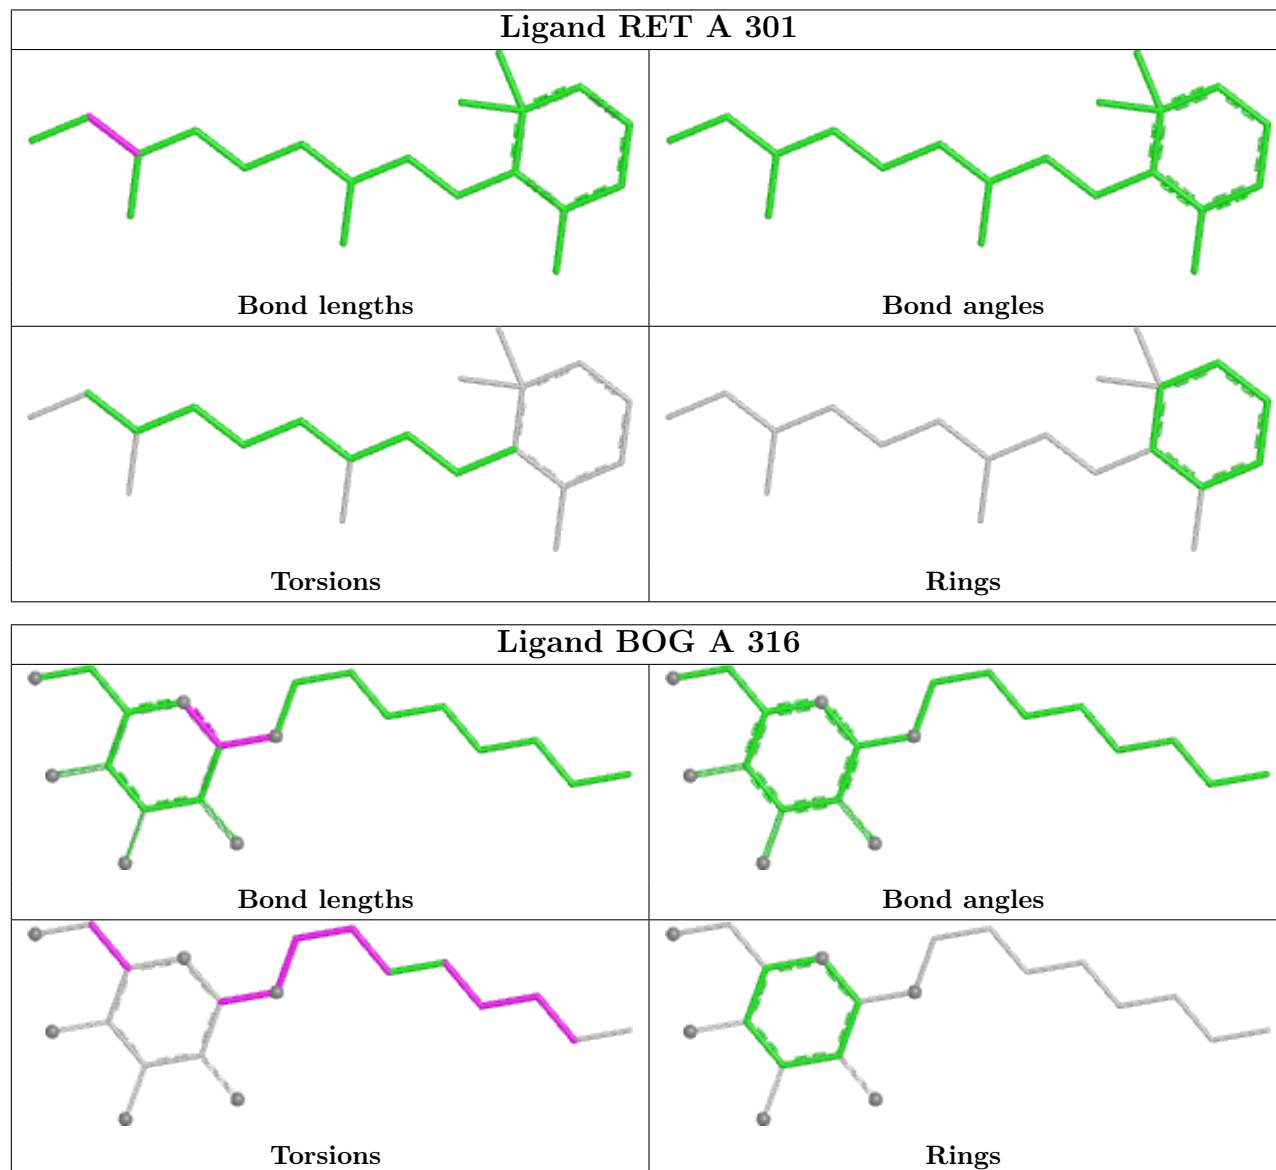 Ligand RET A 301
Bond lengths
Bond angles
Torsions
Rings
Ligand BOG A 316
Bond lengths
Bond angles
Torsions
Rings